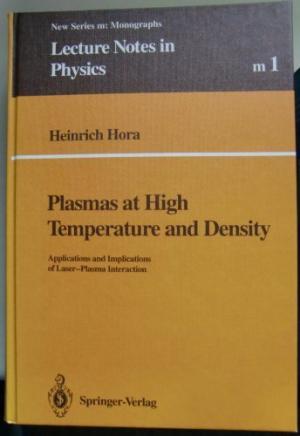 New Series m: Monographs
Lecture Notes in
Physics
m 1
Heinrich Hora
Plasmas at High
Temperature and Density
Applications and Implications
of Laser–Plasma Interaction
Springer-Verlag